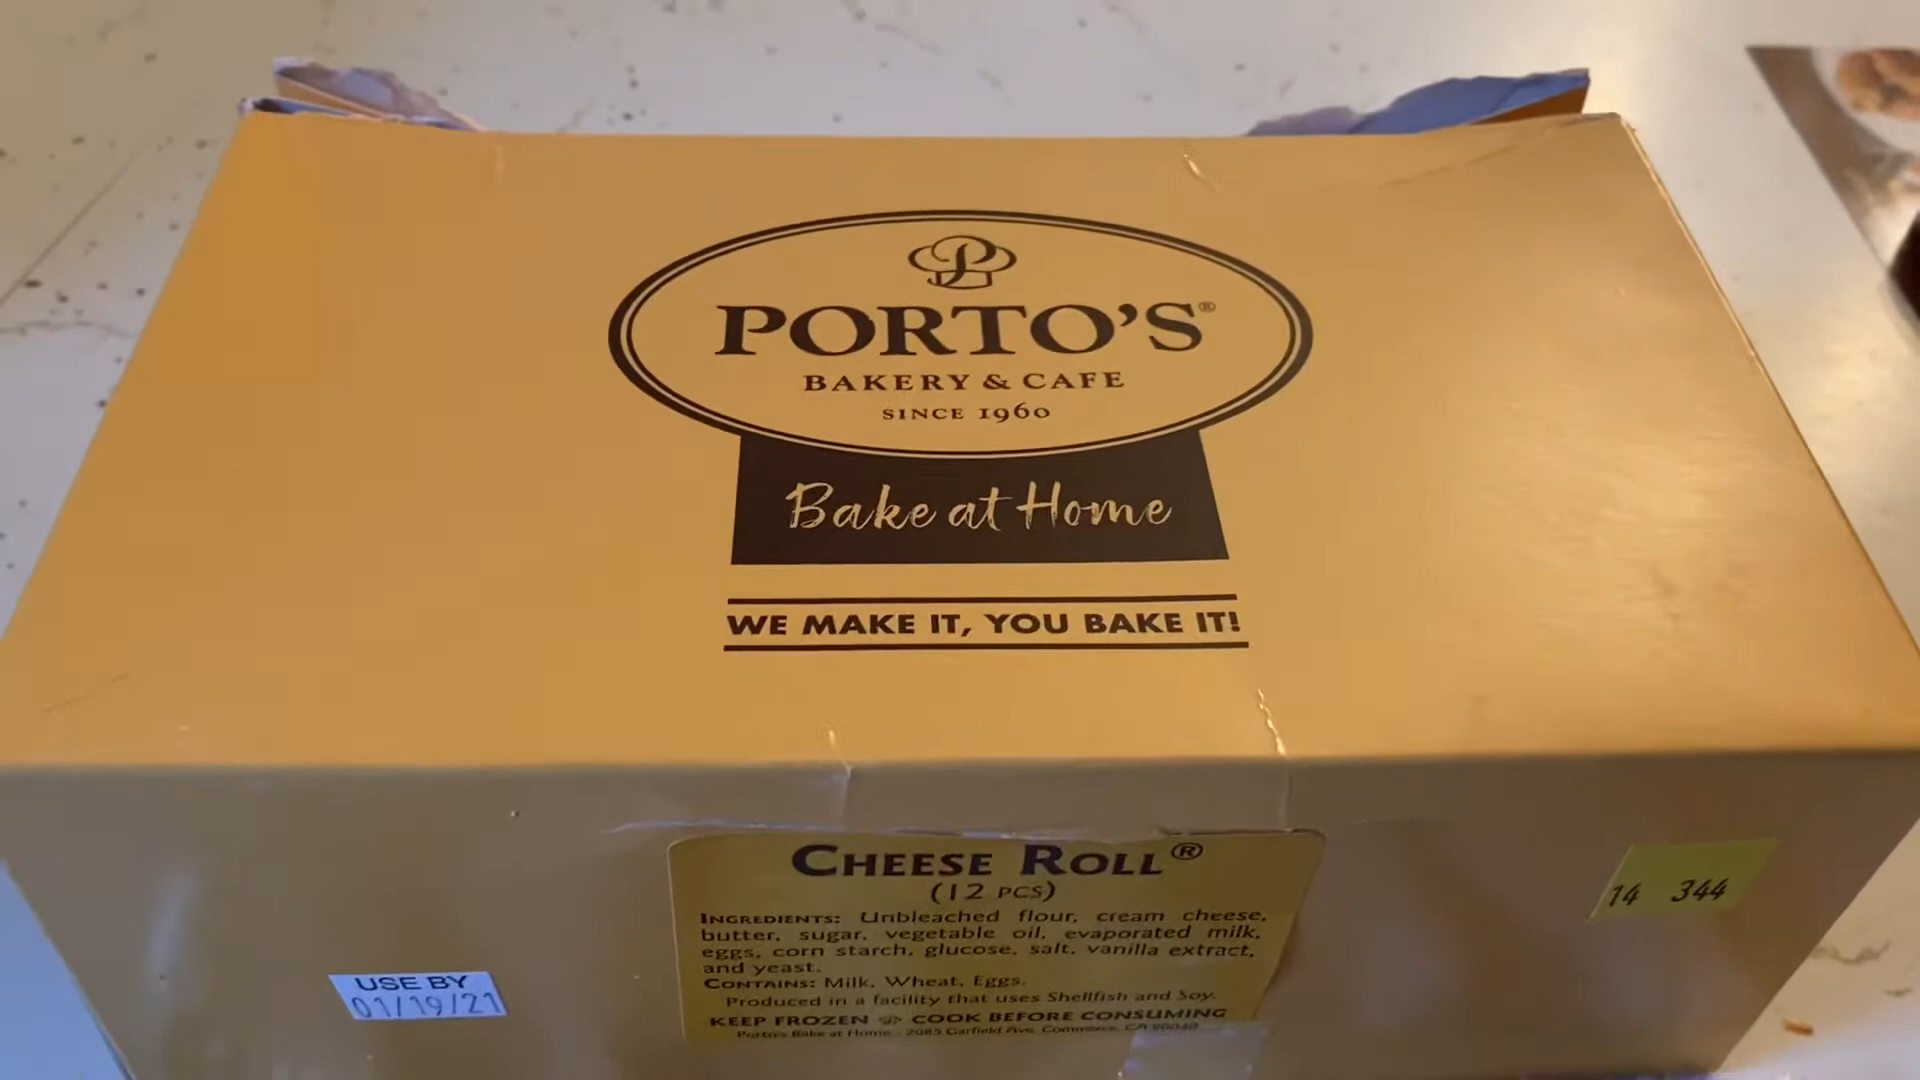 PORTO'S®
BAKERY & CAFE
SINCE 1960
Bake at Home
WE MAKE IT, YOU BAKE IT!
CHEESE ROLL®
(12 PCS)
INGREDIENTS: Unbleached flour, cream cheese,
butter, sugar, vegetable oil, evaporated milk,
eggs, corn starch, glucose, salt, vanilla extract,
and yeast.
CONTAINS: Milk, Wheat, Eggs.
Produced in a facility that uses Shellfish and Soy.
KEEP FROZEN COOK BEFORE CONSUMING
Porto's Bake at Home 2085 Garfield Ave. Commerce, CA 90040
USE BY
01/19/21
14 344